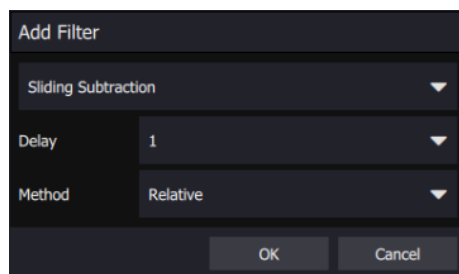 Add Filter
Sliding Subtraction
Delay 1
Method Relative
OK Cancel